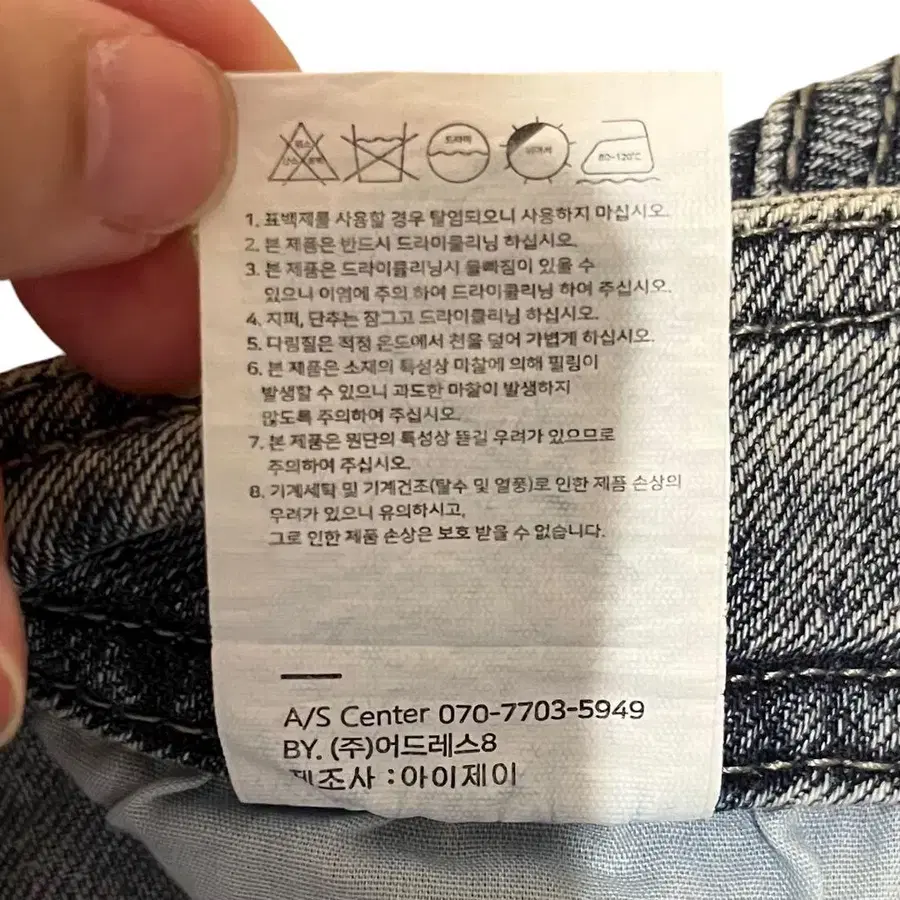 염소
산소 표백
드라이
80~120℃
1. 표백제를 사용할 경우 탈염되오니 사용하지 마십시오.
2. 본 제품은 반드시 드라이클리닝 하십시오.
3. 본 제품은 드라이클리닝시 물빠짐이 있을 수
있으니 이염에 주의 하여 드라이클리닝 하여 주십시오.
4. 지퍼, 단추는 잠그고 드라이클리닝 하십시오.
5. 다림질은 적정 온도에서 천을 덮어 가볍게 하십시오.
6. 본 제품은 소재의 특성상 마찰에 의해 필링이
발생할 수 있으니 과도한 마찰이 발생하지
않도록 주의하여 주십시오.
7. 본 제품은 원단의 특성상 뜯길 우려가 있으므로
주의하여 주십시오.
8. 기계세탁 및 기계건조(탈수 및 열풍)로 인한 제품 손상의
우려가 있으니 유의하시고,
그로 인한 제품 손상은 보호 받을 수 없습니다.
A/S Center 070-7703-5949
BY. (주)어드레스8
제조사 : 아이제이